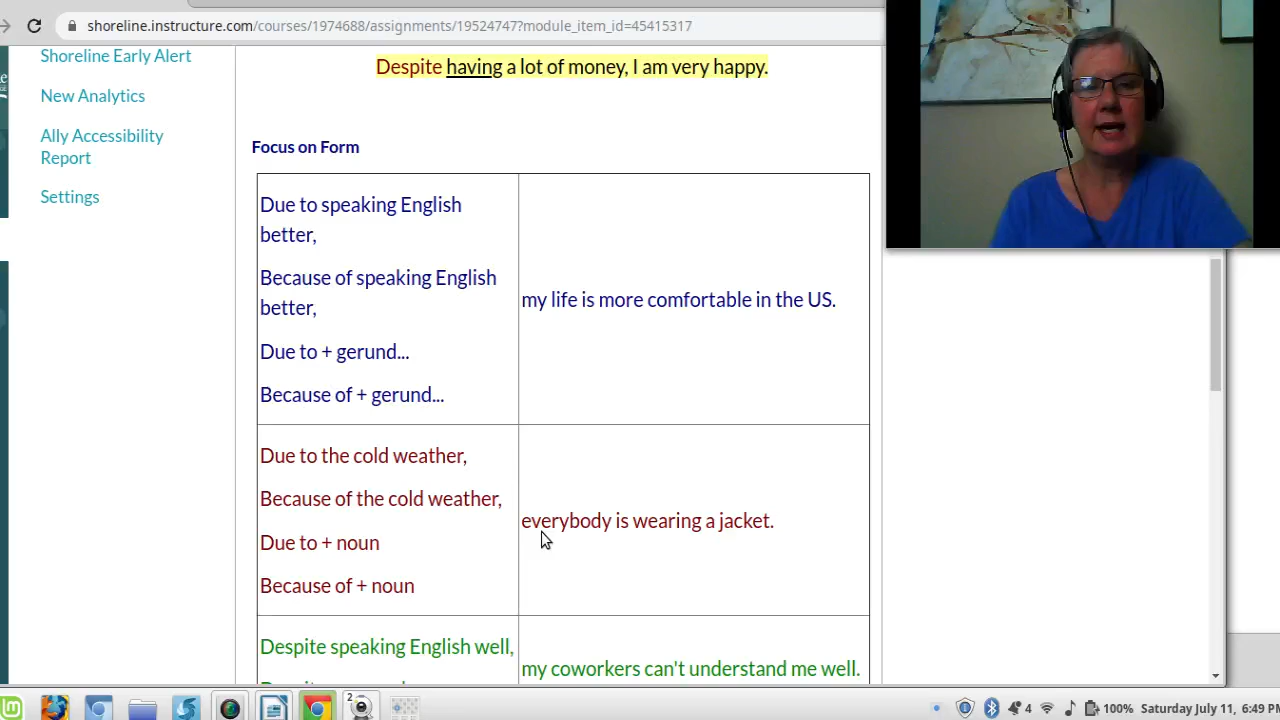 shoreline.instructure.com/courses/1974688/assignments/19524747?module_item_id=45415317
Shoreline Early Alert
New Analytics
Ally Accessibility
Report
Settings
Despite having a lot of money, I am very happy.
Focus on Form
Due to speaking English
better,
Because of speaking English
better,
Due to + gerund...
Because of + gerund...
my life is more comfortable in the US.
Due to the cold weather,
Because of the cold weather,
Due to + noun
Because of + noun
everybody is wearing a jacket.
Despite speaking English well,
my coworkers can't understand me well.
2
4
100%
Saturday July 11, 6:49 PM